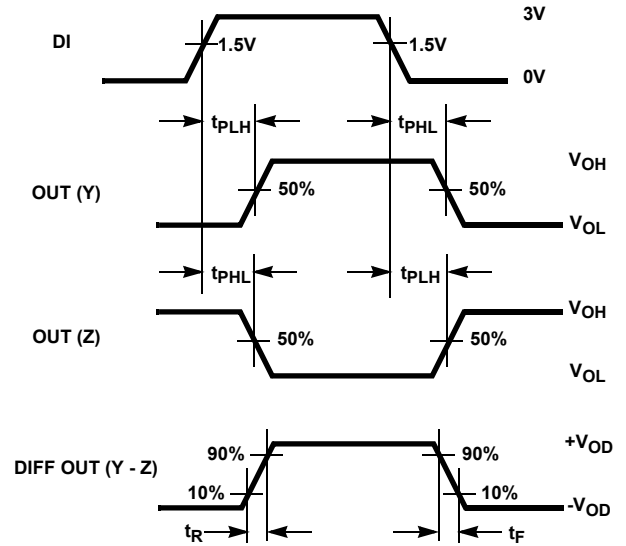 3V
DI
1.5V
1.5V
0V
tPLH
tPHL
VOH
OUT (Y)
50%
50%
VOL
tPHL
tPLH
VOH
OUT (Z)
50%
50%
VOL
+VOD
DIFF OUT (Y - Z)
90%
90%
10%
10%
-VOD
tR
tF